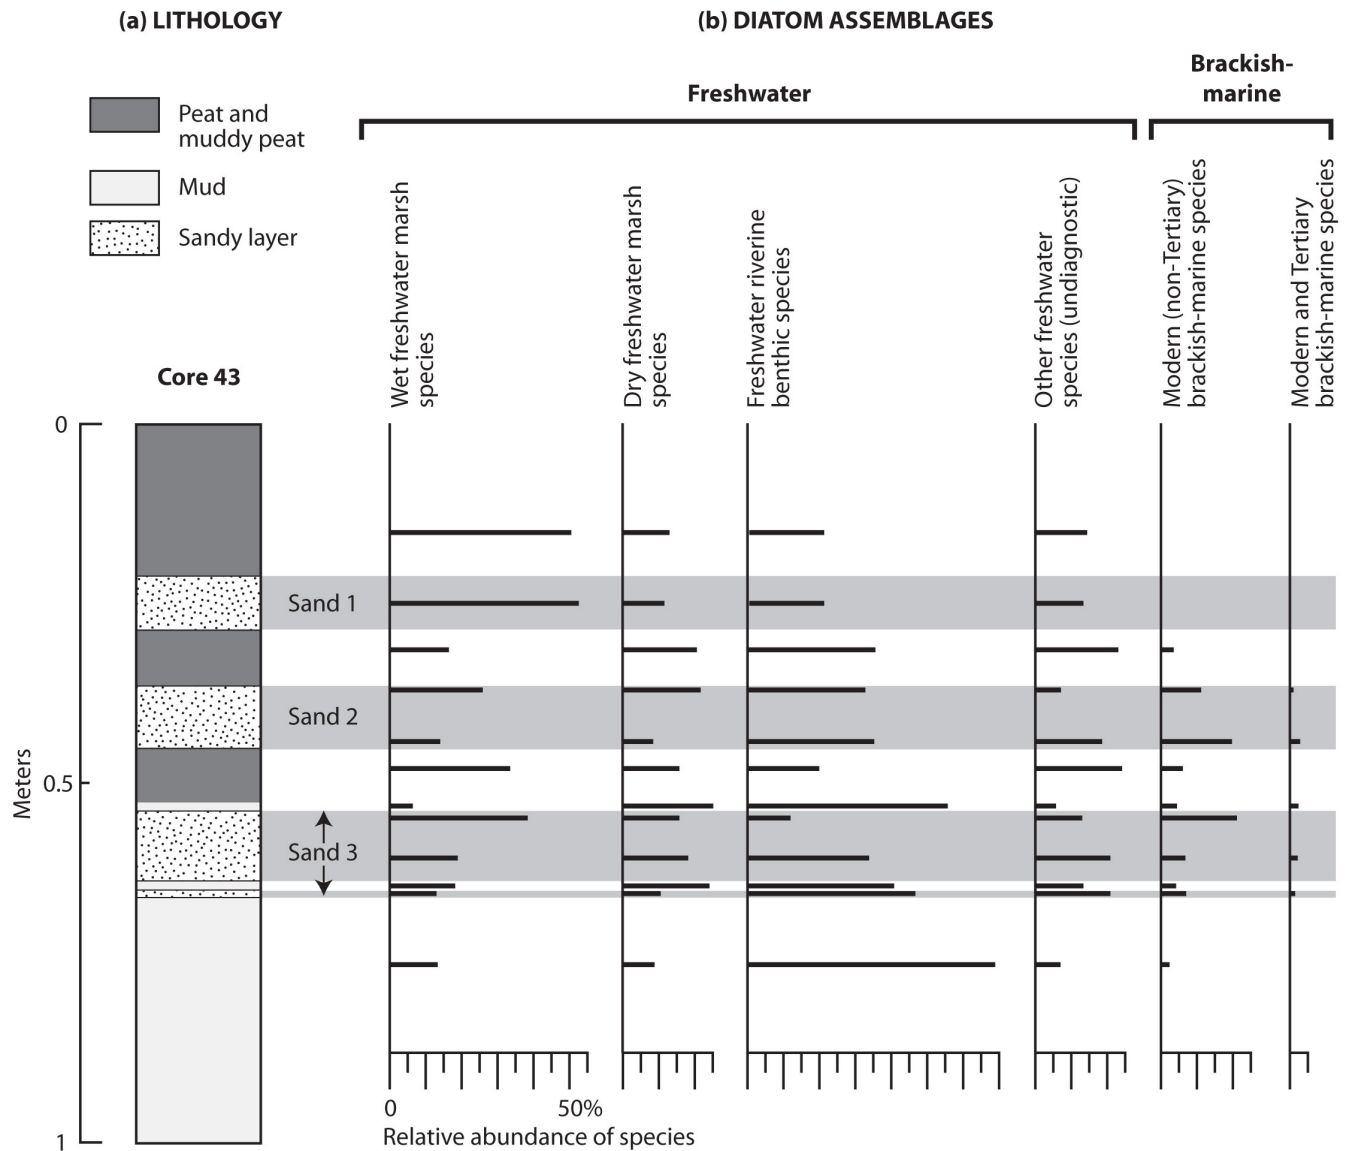 (a) LITHOLOGY
(b) DIATOM ASSEMBLAGES
Peat and
muddy peat
Mud
Sandy layer
Freshwater
Brackish-
marine
Wet freshwater marsh
species
Dry freshwater marsh
species
Freshwater riverine
benthic species
Other freshwater
species (undiagnostic)
Modern (non-Tertiary)
brackish-marine species
Modern and Tertiary
brackish-marine species
Core 43
0
Sand 1
Sand 2
Meters
0.5
Sand 3
1
0
50%
Relative abundance of species